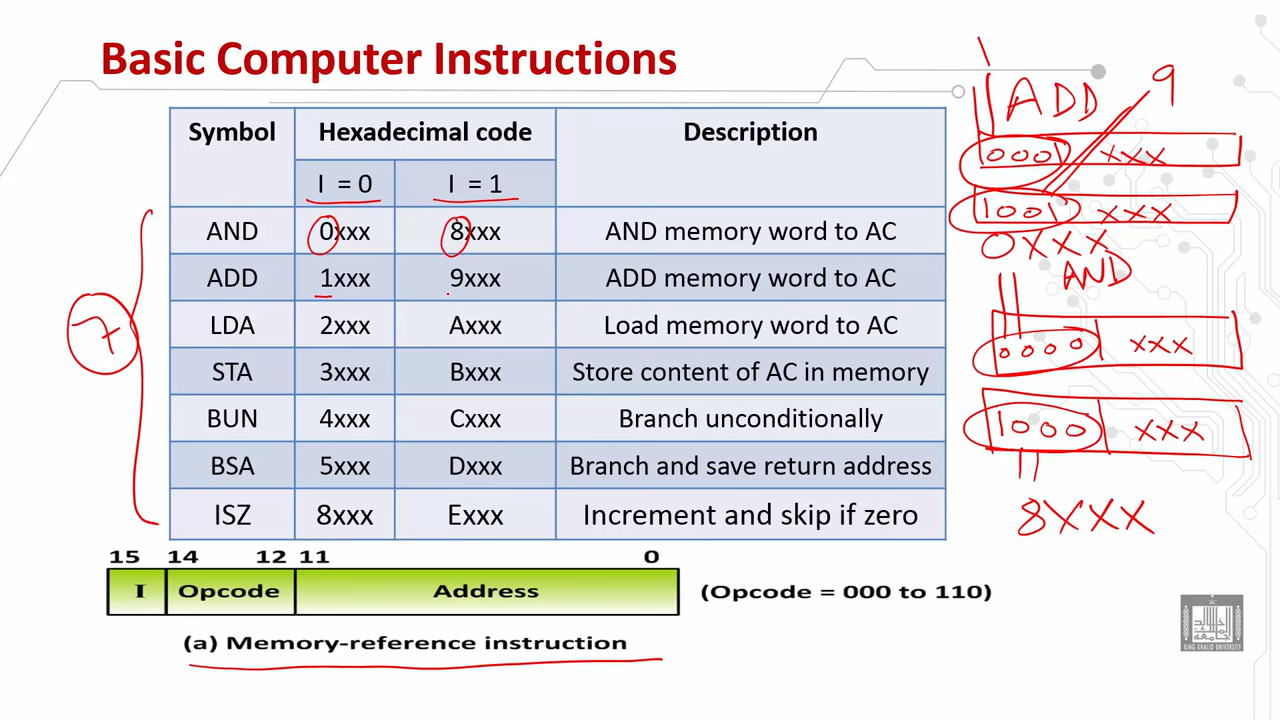 Basic Computer Instructions
Symbol Hexadecimal code Description
I = 0 I = 1
AND 0xxx 8xxx AND memory word to AC
ADD 1xxx 9xxx ADD memory word to AC
LDA 2xxx Axxx Load memory word to AC
STA 3xxx Bxxx Store content of AC in memory
BUN 4xxx Cxxx Branch unconditionally
BSA 5xxx Dxxx Branch and save return address
ISZ 8xxx Exxx Increment and skip if zero
7
15 14 12 11 0
I Opcode Address (Opcode = 000 to 110)
(a) Memory-reference instruction
ADD 9
0001 xxx
1001 xxx
0xxx
AND
0000 xxx
1000 xxx
8xxx
KING KHALID UNIVERSITY